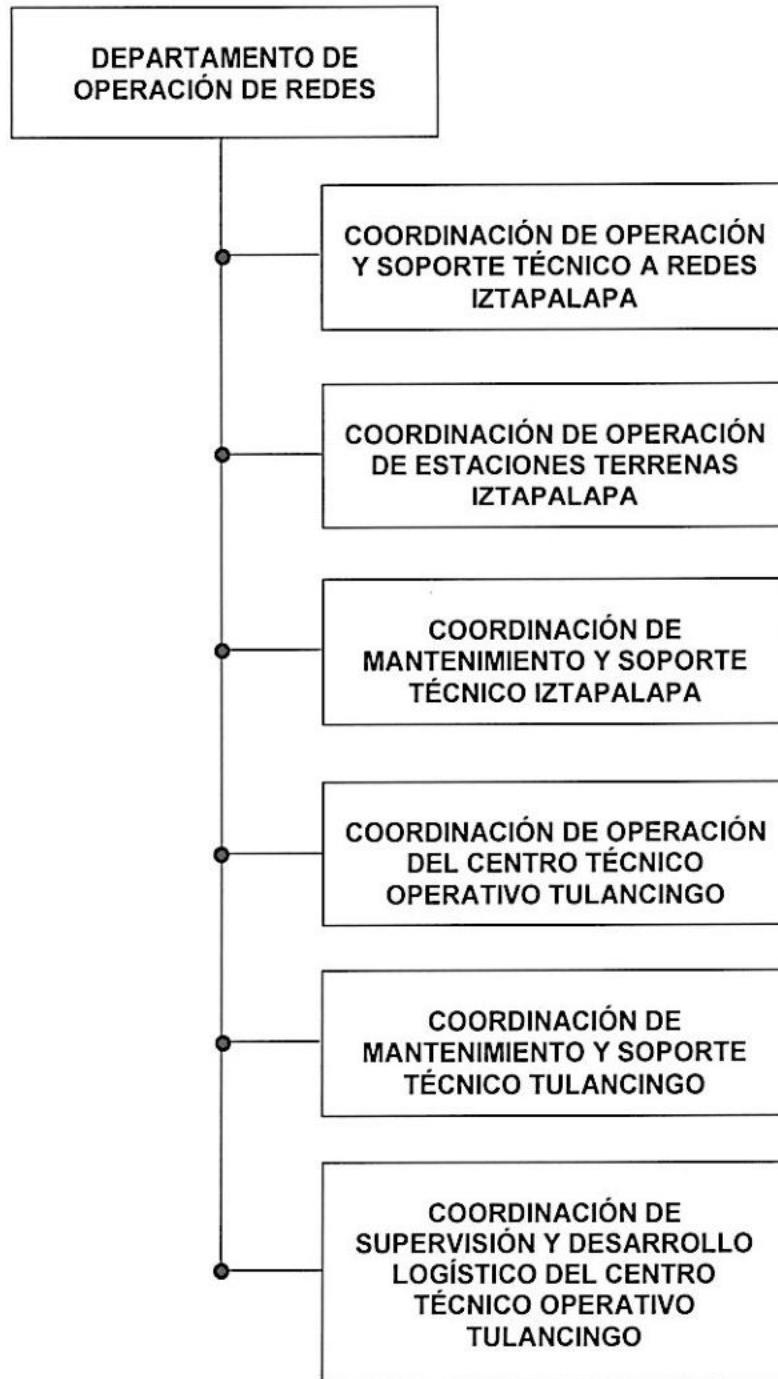 DEPARTAMENTO DE
OPERACIÓN DE REDES
COORDINACIÓN DE OPERACIÓN
Y SOPORTE TÉCNICO A REDES
IZTAPALAPA
COORDINACIÓN DE OPERACIÓN
DE ESTACIONES TERRENAS
IZTAPALAPA
COORDINACIÓN DE
MANTENIMIENTO Y SOPORTE
TÉCNICO IZTAPALAPA
COORDINACIÓN DE OPERACIÓN
DEL CENTRO TÉCNICO
OPERATIVO TULANCINGO
COORDINACIÓN DE
MANTENIMIENTO Y SOPORTE
TÉCNICO TULANCINGO
COORDINACIÓN DE
SUPERVISIÓN Y DESARROLLO
LOGÍSTICO DEL CENTRO
TÉCNICO OPERATIVO
TULANCINGO